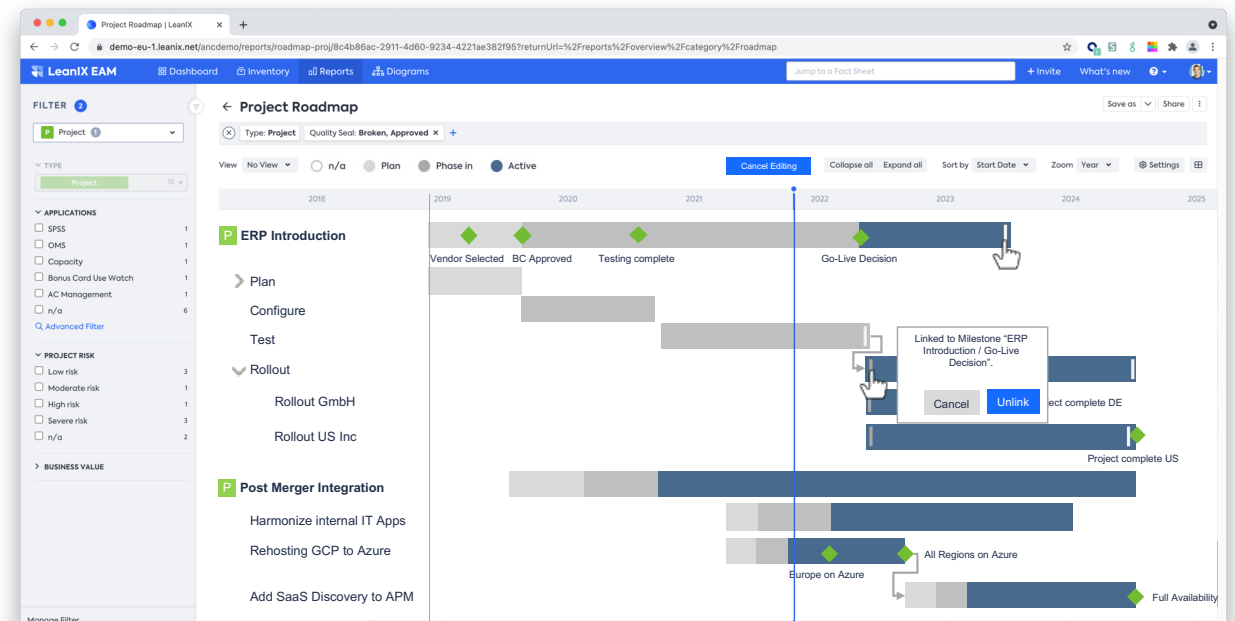 Project Roadmap | LeanIX
demo-eu-1.leanix.net/ancdemo/reports/roadmap-proj/8c4b86ac-2911-4d60-9234-4221ae382f95?returnUrl=%2Freports%2Foverview%2Fcategory%2Froadmap
LeanIX EAM Dashboard Inventory Reports Diagrams Jump to a Fact Sheet + Invite What's new
FILTER 2
P Project 1
TYPE
Project 10
APPLICATIONS
SPSS 1
OMS 1
Capacity 1
Bonus Card Use Watch 1
AC Management 1
n/a 6
Advanced Filter
PROJECT RISK
Low risk 3
Moderate risk 1
High risk 1
Severe risk 3
n/a 2
BUSINESS VALUE
Manage Filter
← Project Roadmap Save as Share
Type: Project Quality Seal: Broken, Approved × +
View No View n/a Plan Phase in Active Cancel Editing Collapse all Expand all Sort by Start Date Zoom Year Settings
2018 2019 2020 2021 2022 2023 2024 2025
P ERP Introduction
Vendor Selected BC Approved Testing complete Go-Live Decision
Plan
Configure
Test
Linked to Milestone “ERP
Introduction / Go-Live
Decision”.
Rollout
Cancel Unlink
Rollout GmbH ect complete DE
Rollout US Inc
Project complete US
P Post Merger Integration
Harmonize internal IT Apps
Rehosting GCP to Azure All Regions on Azure
Europe on Azure
Add SaaS Discovery to APM Full Availability